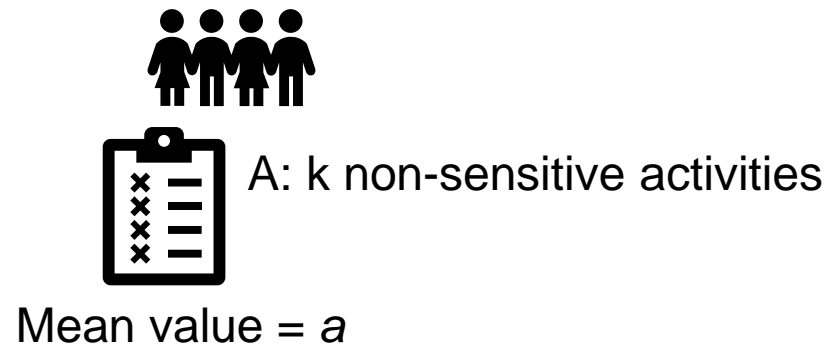 A: k non-sensitive activities
Mean value = a